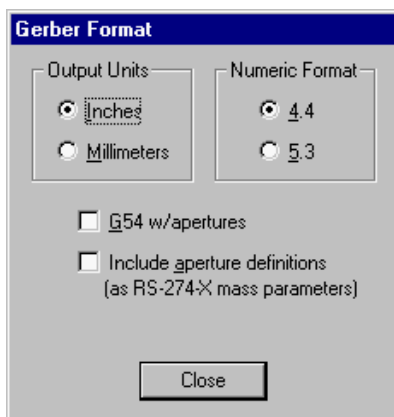 Gerber Format
Output Units
Inches
Millimeters
Numeric Format
4.4
5.3
G54 w/apertures
Include aperture definitions
(as RS-274-X mass parameters)
Close